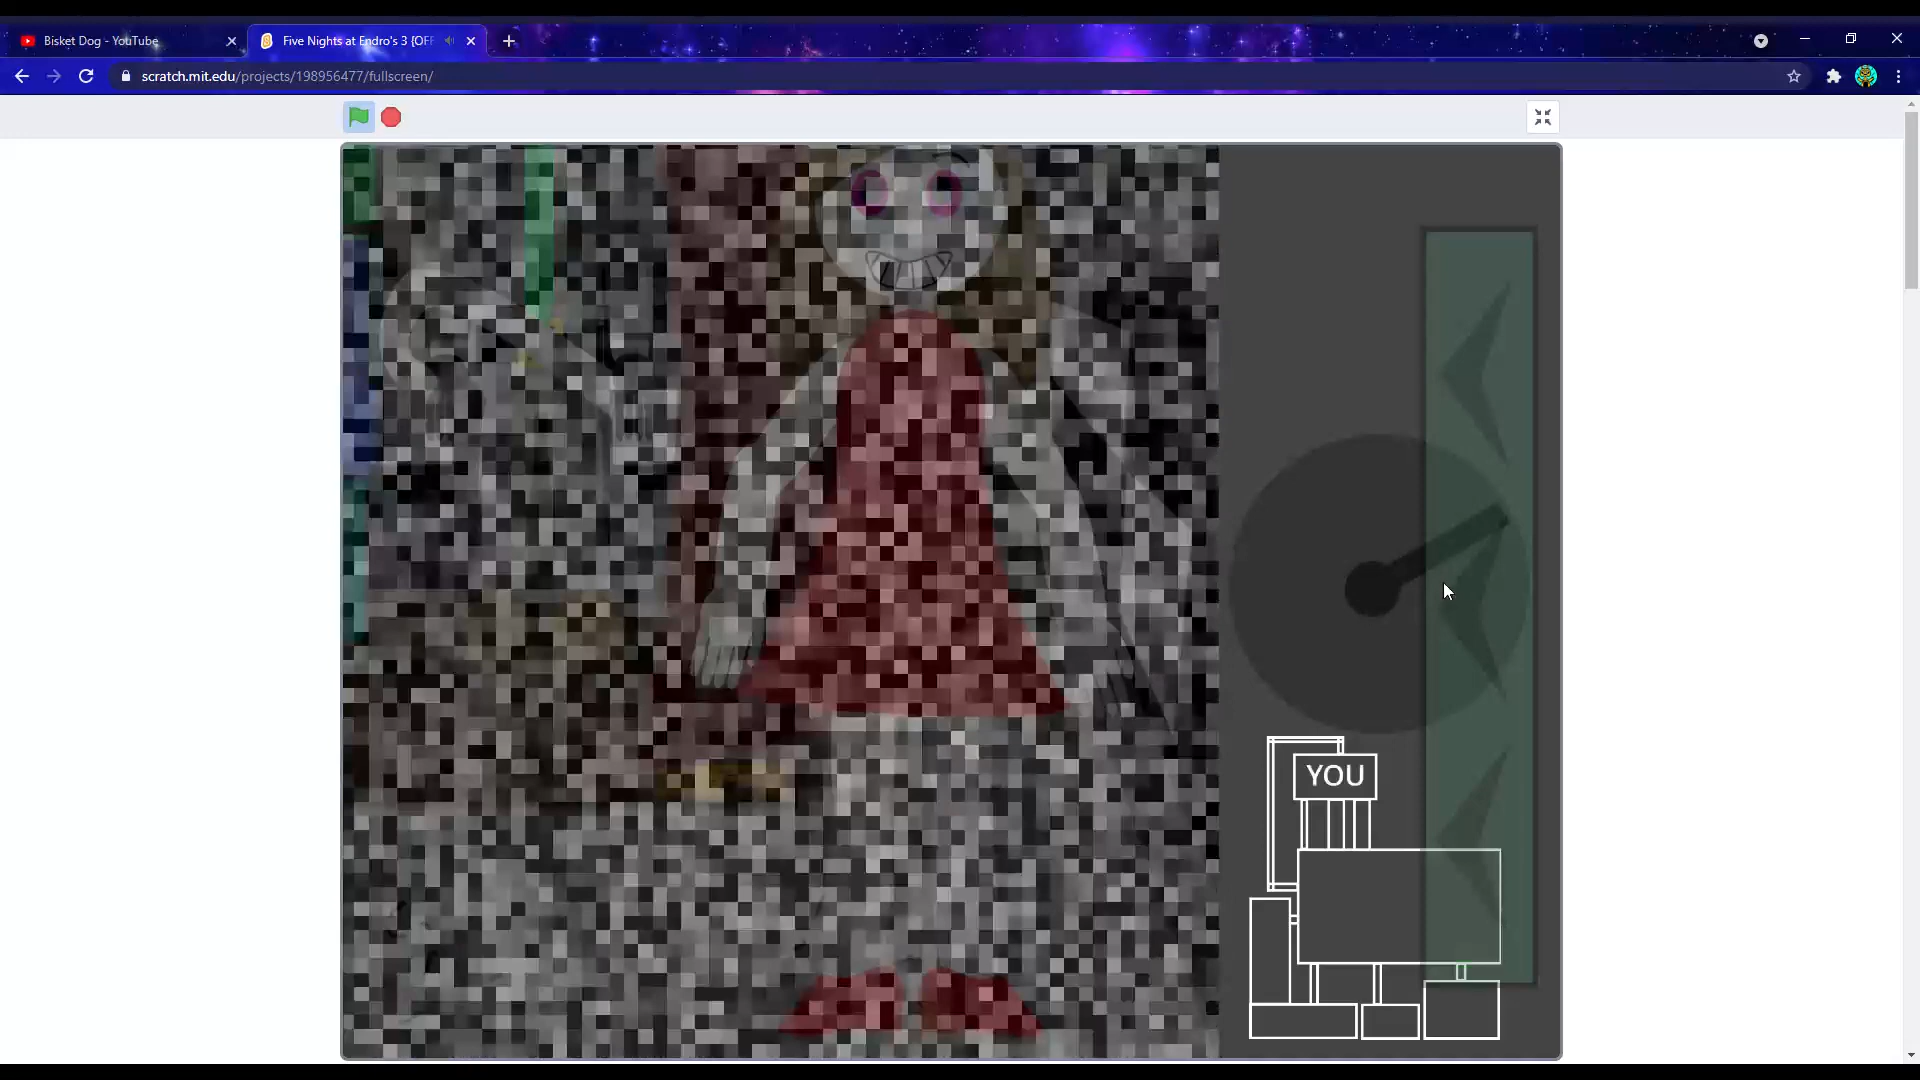 Bisket Dog - YouTube
Five Nights at Endro's 3 {OFF
scratch.mit.edu/projects/198956477/fullscreen/
YOU